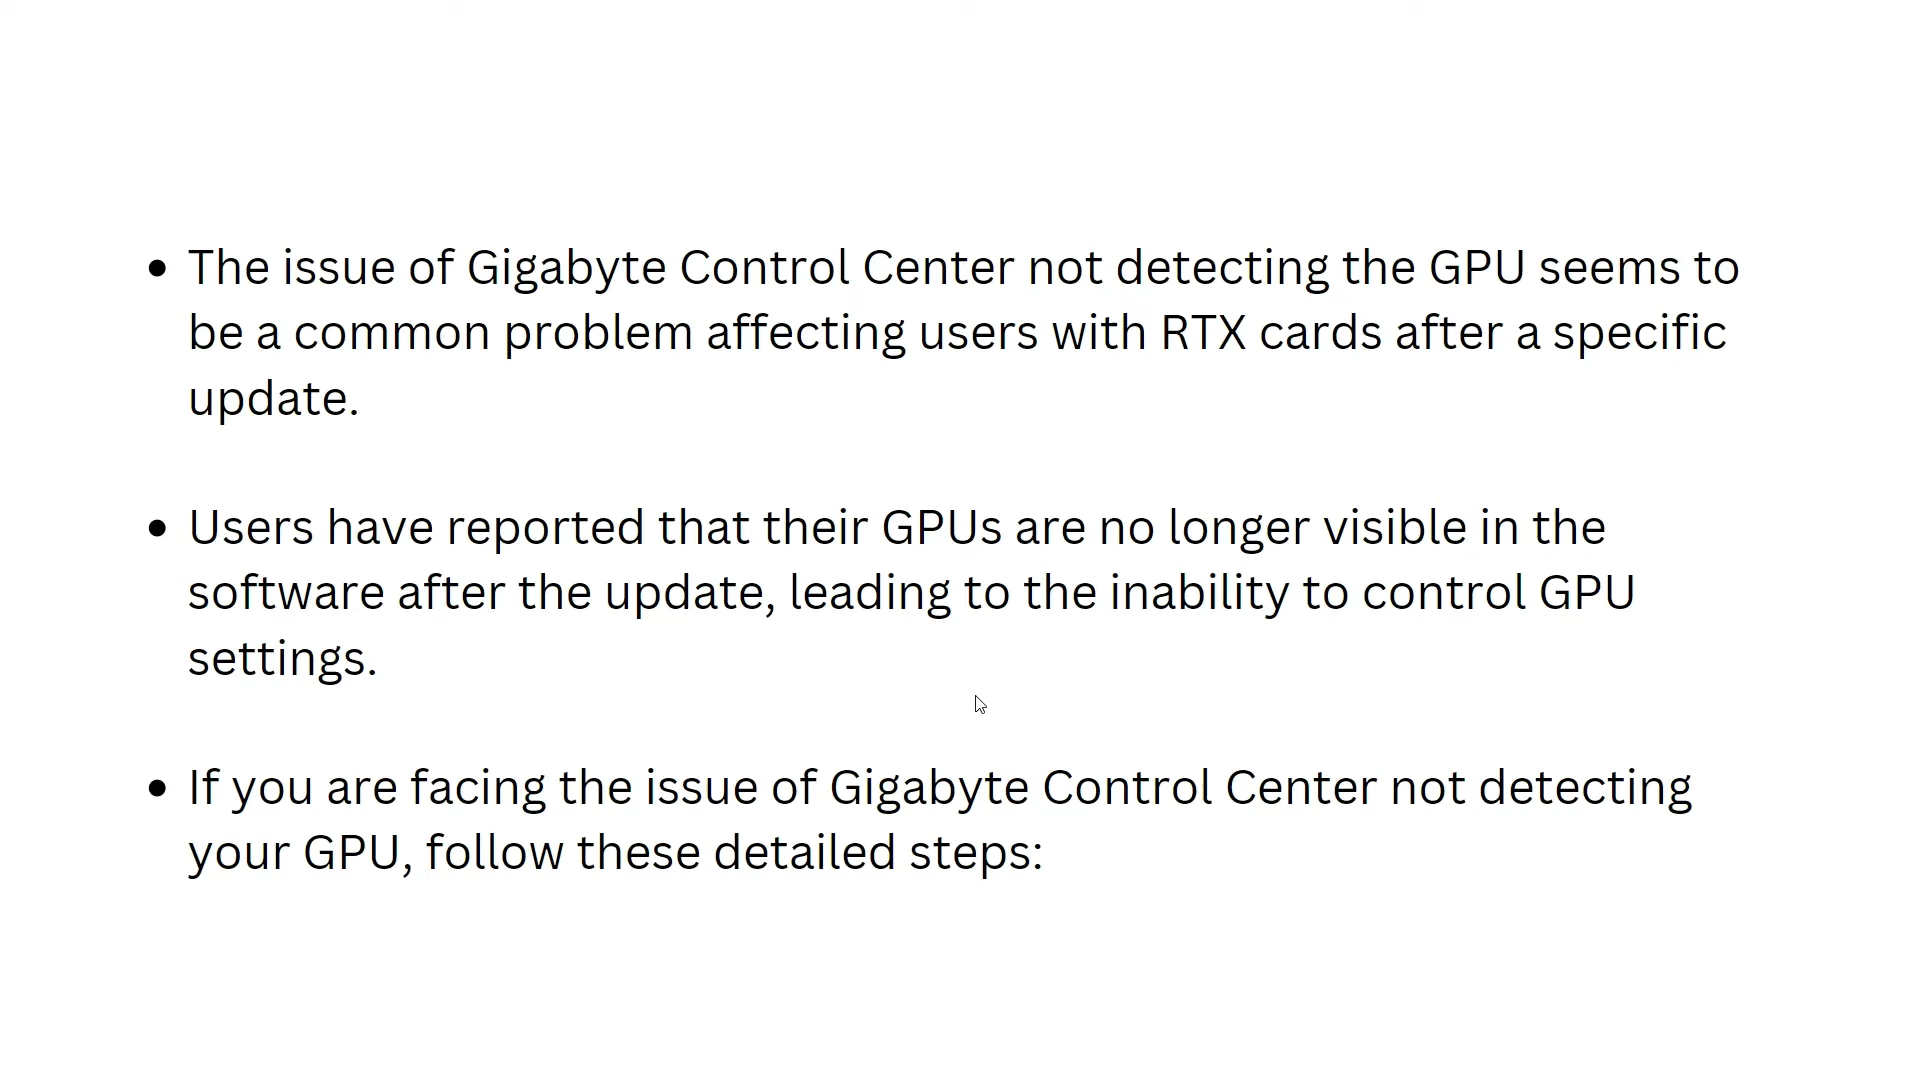 • The issue of Gigabyte Control Center not detecting the GPU seems to
be a common problem affecting users with RTX cards after a specific
update.
• Users have reported that their GPUs are no longer visible in the
software after the update, leading to the inability to control GPU
settings.
• If you are facing the issue of Gigabyte Control Center not detecting
your GPU, follow these detailed steps: